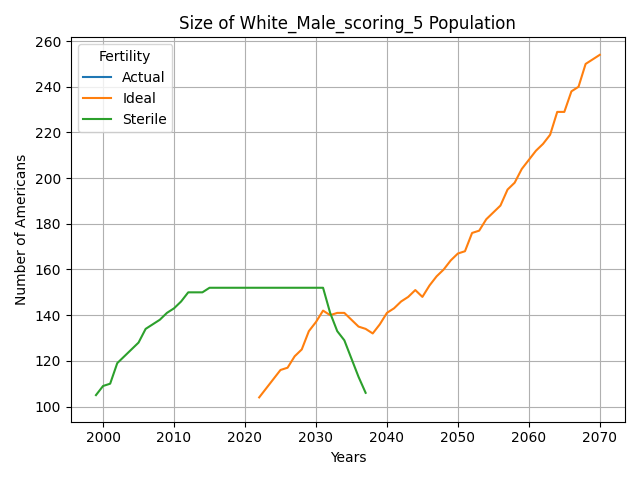 Size of White_Male_scoring_5 Population
Number of Americans
260
240
220
200
180
160
140
120
100
Fertility
Actual
Ideal
Sterile
2000 2010 2020 2030 2040 2050 2060 2070
Years